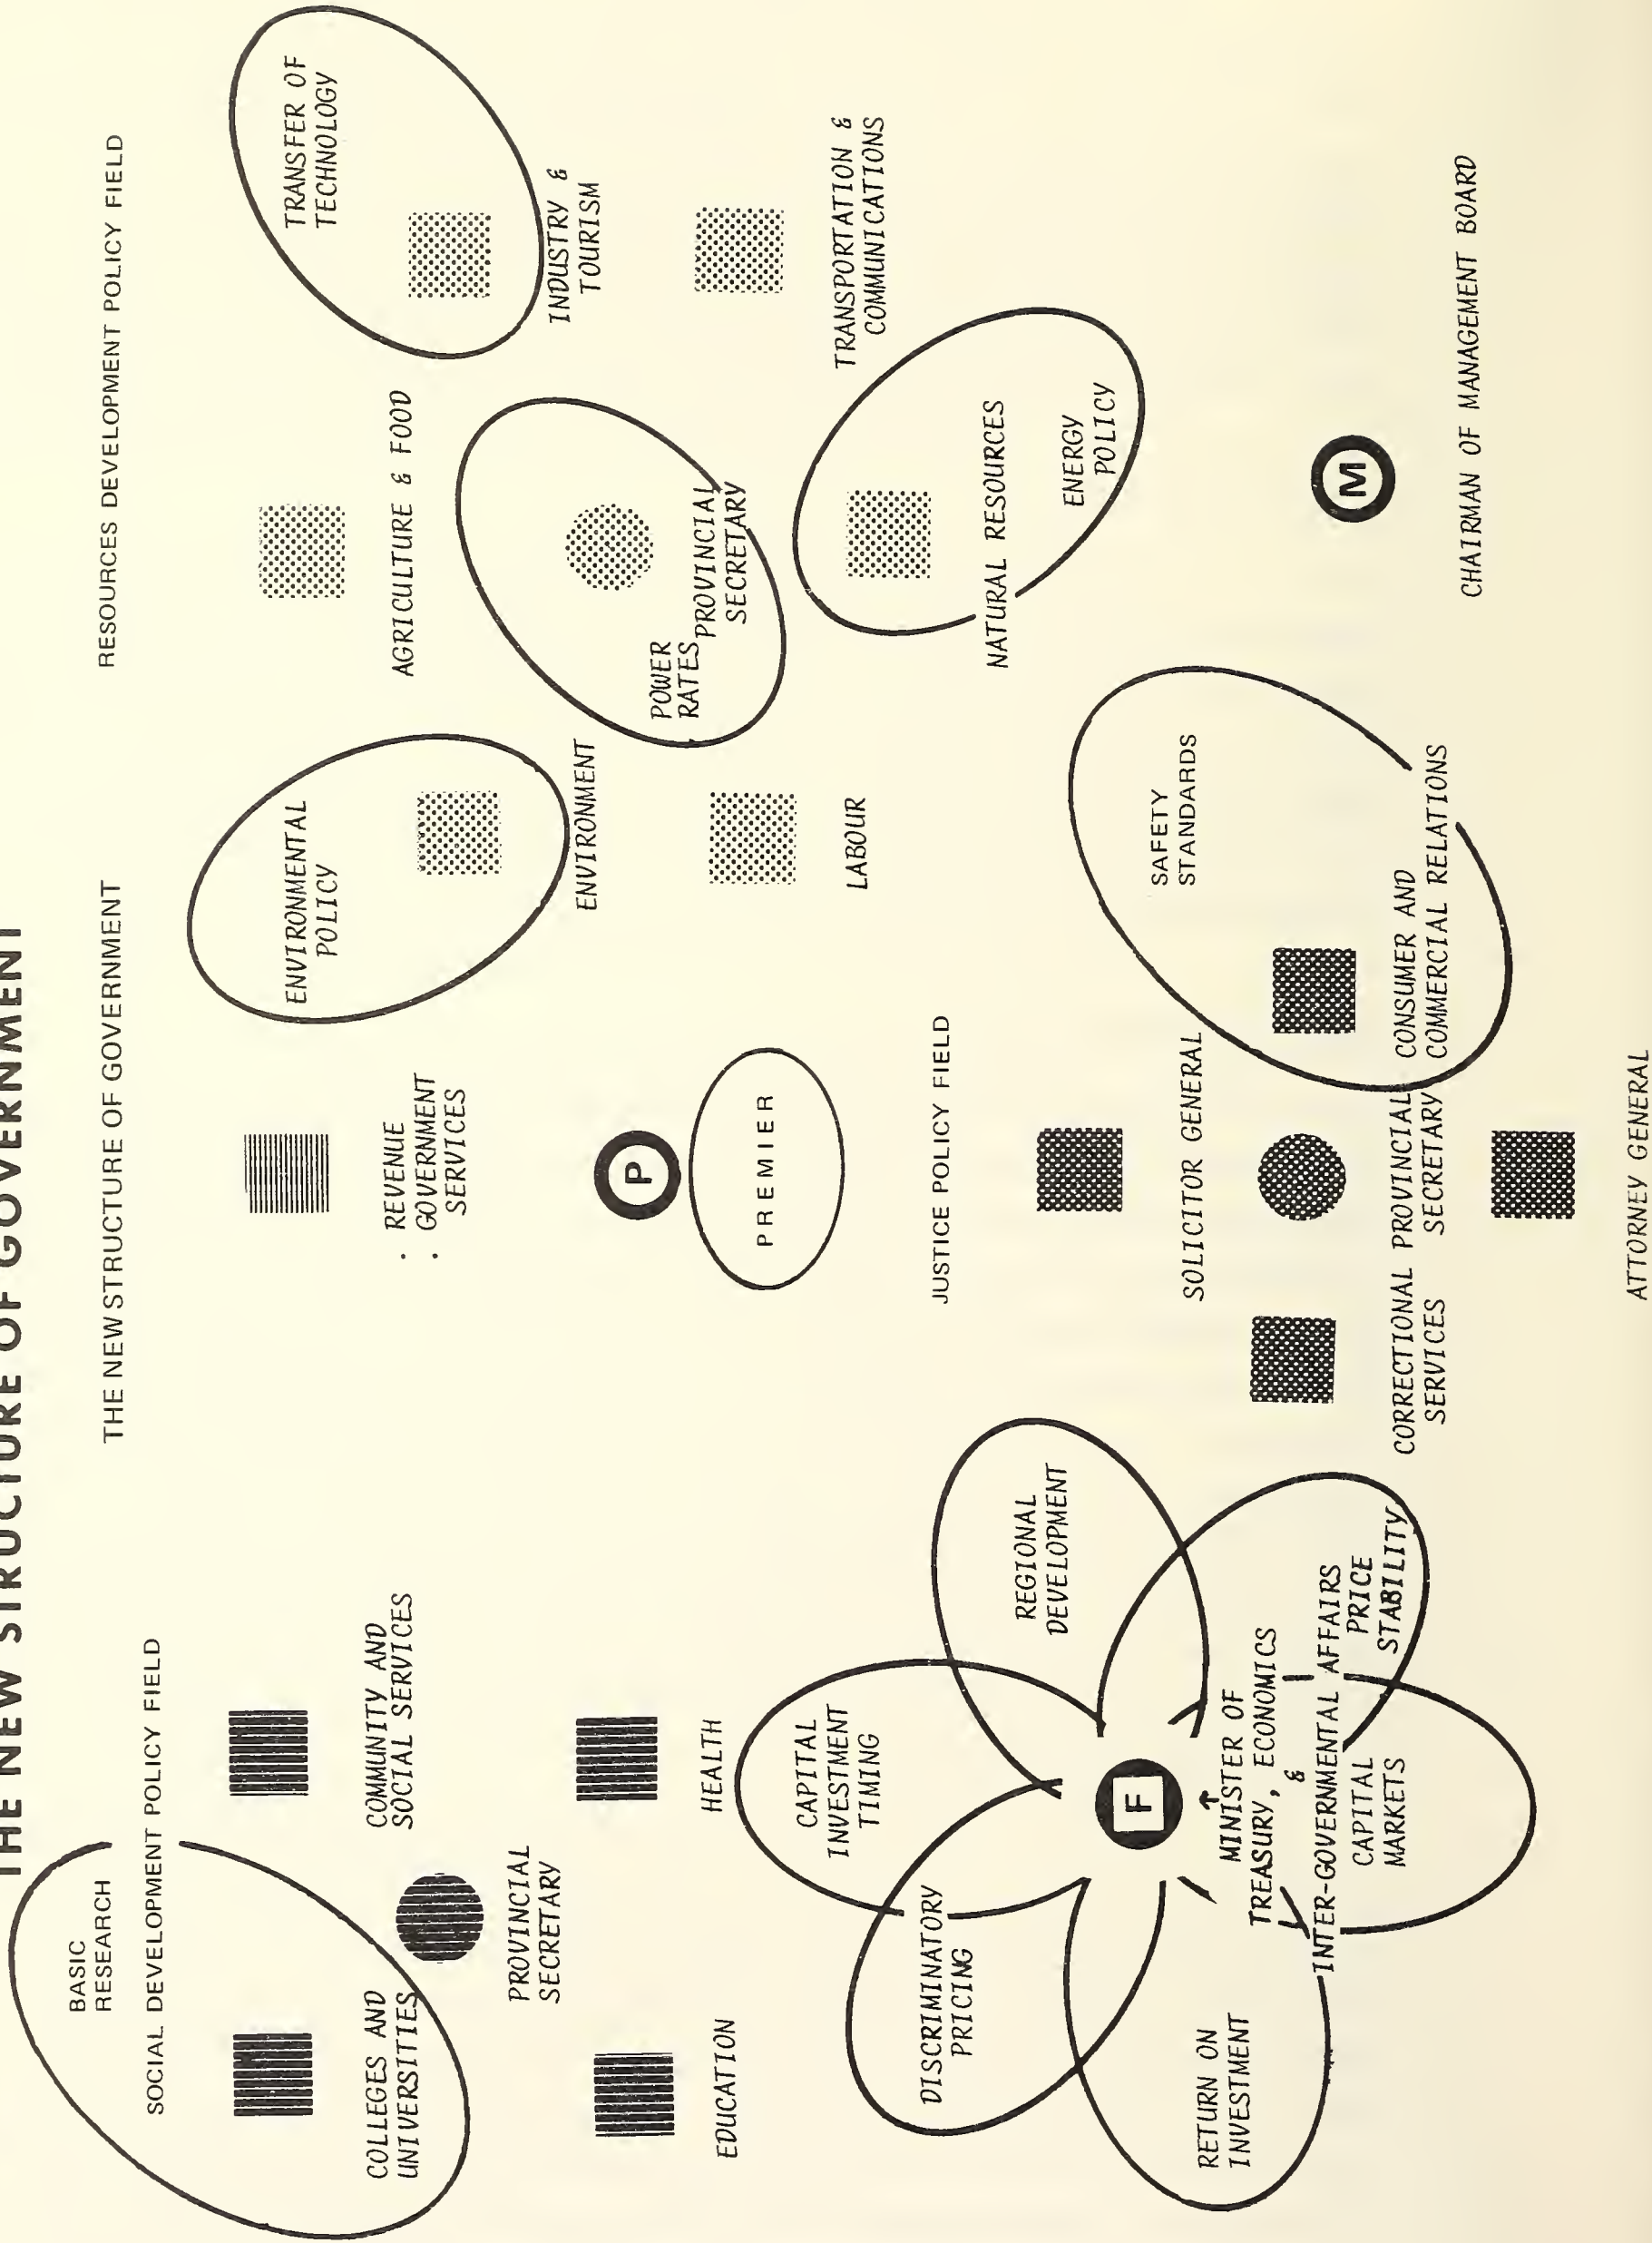 THE NEW STRUCTURE OF GOVERNMENT
THE NEW STRUCTURE OF GOVERNMENT
RESOURCES DEVELOPMENT POLICY FIELD
SOCIAL DEVELOPMENT POLICY FIELD
BASIC
RESEARCH
COLLEGES AND
UNIVERSITIES
COMMUNITY AND
SOCIAL SERVICES
PROVINCIAL
SECRETARY
EDUCATION
HEALTH
. REVENUE
. GOVERNMENT
SERVICES
P
PREMIER
ENVIRONMENTAL
POLICY
ENVIRONMENT
LABOUR
AGRICULTURE & FOOD
POWER
RATES
PROVINCIAL
SECRETARY
TRANSFER OF
TECHNOLOGY
INDUSTRY &
TOURISM
TRANSPORTATION &
COMMUNICATIONS
NATURAL RESOURCES
ENERGY
POLICY
CAPITAL
INVESTMENT
TIMING
DISCRIMINATORY
PRICING
REGIONAL
DEVELOPMENT
F
MINISTER OF
TREASURY, ECONOMICS
&
INTER-GOVERNMENTAL AFFAIRS
RETURN ON
INVESTMENT
CAPITAL
MARKETS
PRICE
STABILITY
JUSTICE POLICY FIELD
SOLICITOR GENERAL
CORRECTIONAL
SERVICES
PROVINCIAL
SECRETARY
SAFETY
STANDARDS
CONSUMER AND
COMMERCIAL RELATIONS
ATTORNEY GENERAL
M
CHAIRMAN OF MANAGEMENT BOARD